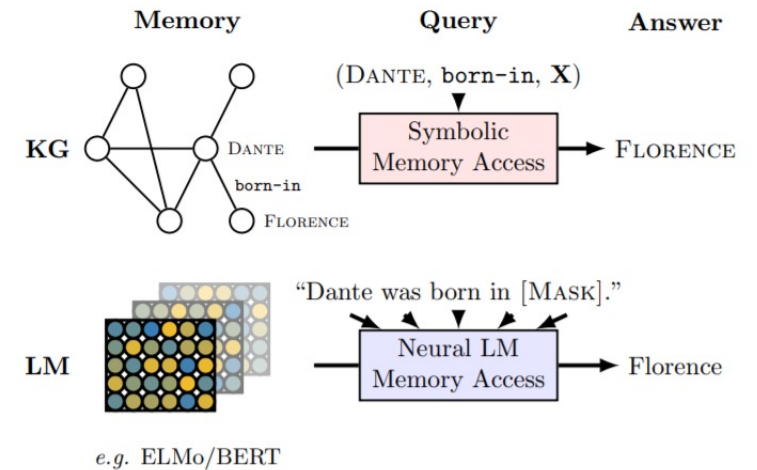 Memory Query Answer
(DANTE, born-in, X)
KG
DANTE
born-in
FLORENCE
Symbolic
Memory Access
FLORENCE
“Dante was born in [MASK].”
LM
Neural LM
Memory Access
Florence
e.g. ELMo/BERT